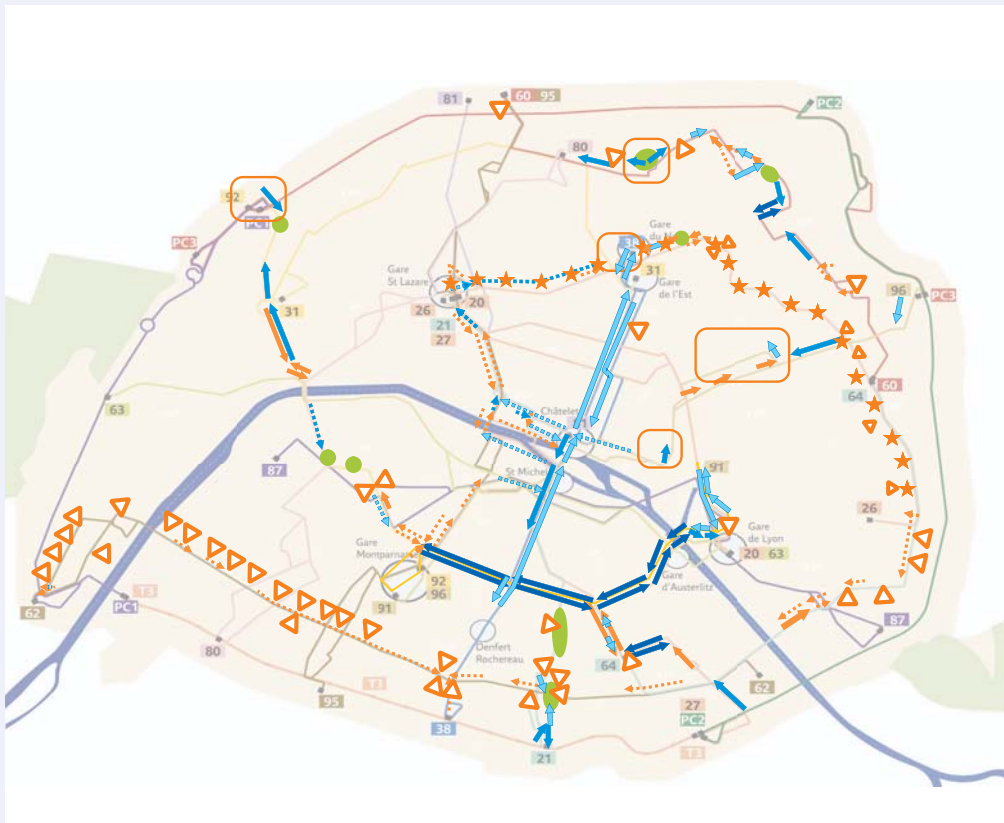 81
60 95
PC2
80
92
PC1
PC3
38
Gare
du
Gare
St Lazare
31
Gare
de l'Est
96
PC3
20
26
21
27
31
60
64
63
Châtelet
87
St Michel
91
26
Gare
de Lyon
20 63
Gare
Montparnasse
92
96
Gare
d'Austerlitz
91
62
PC1
T3
87
80
Denfert
Rochereau
64
T3
62
95
27
PC2
38
T3
21